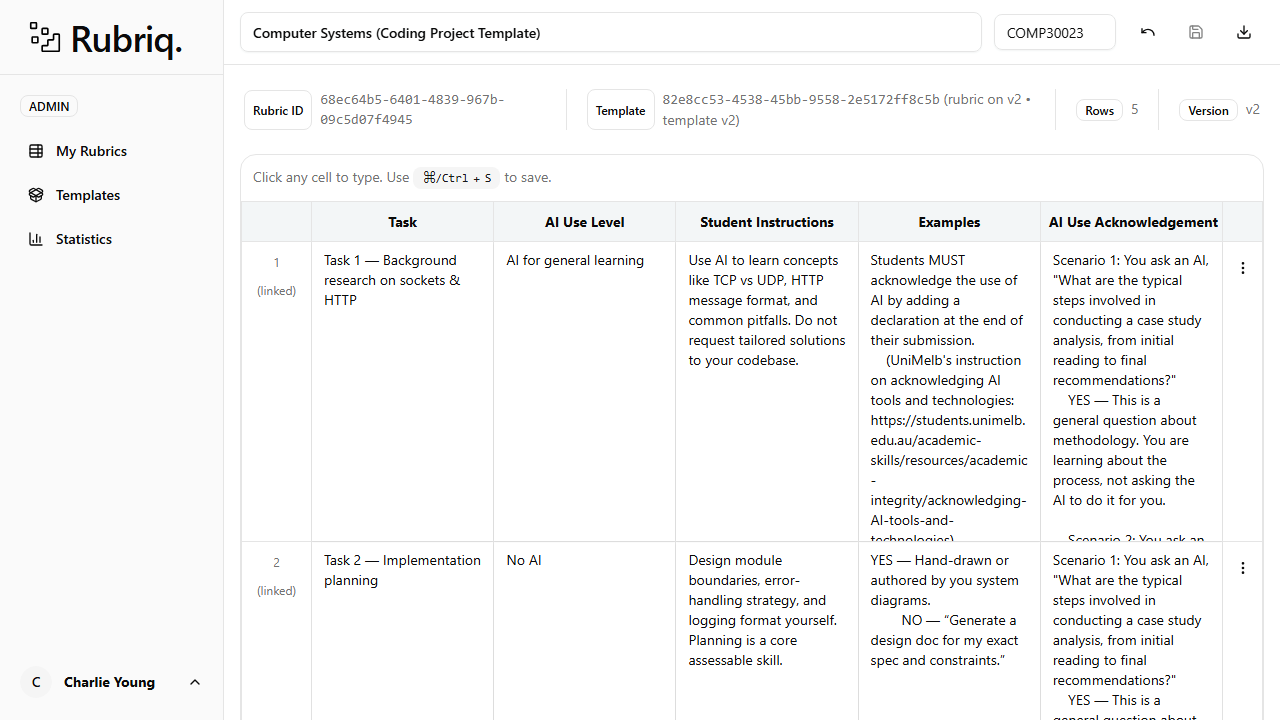 Rubriq.
ADMIN
My Rubrics
Templates
Statistics
C
Charlie Young
Computer Systems (Coding Project Template)
COMP30023
Rubric ID
68ec64b5-6401-4839-967b-
09c5d07f4945
Template
82e8cc53-4538-45bb-9558-2e5172ff8c5b (rubric on v2 •
template v2)
Rows
5
Version
v2
Click any cell to type. Use ⌘/Ctrl + S to save.
Task
AI Use Level
Student Instructions
Examples
AI Use Acknowledgement
1
(linked)
Task 1 — Background
research on sockets &
HTTP
AI for general learning
Use AI to learn concepts
like TCP vs UDP, HTTP
message format, and
common pitfalls. Do not
request tailored solutions
to your codebase.
Students MUST
acknowledge the use of
AI by adding a
declaration at the end of
their submission.
(UniMelb's instruction
on acknowledging AI
tools and technologies:
https://students.unimelb.
edu.au/academic-
skills/resources/academic
-
integrity/acknowledging-
AI-tools-and-
technologies)
Scenario 1: You ask an AI,
"What are the typical
steps involved in
conducting a case study
analysis, from initial
reading to final
recommendations?"
YES — This is a
general question about
methodology. You are
learning about the
process, not asking the
AI to do it for you.
Scenario 2: You ask an
2
(linked)
Task 2 — Implementation
planning
No AI
Design module
boundaries, error-
handling strategy, and
logging format yourself.
Planning is a core
assessable skill.
YES — Hand-drawn or
authored by you system
diagrams.
NO — “Generate a
design doc for my exact
spec and constraints.”
Scenario 1: You ask an AI,
"What are the typical
steps involved in
conducting a case study
analysis, from initial
reading to final
recommendations?"
YES — This is a
general question about